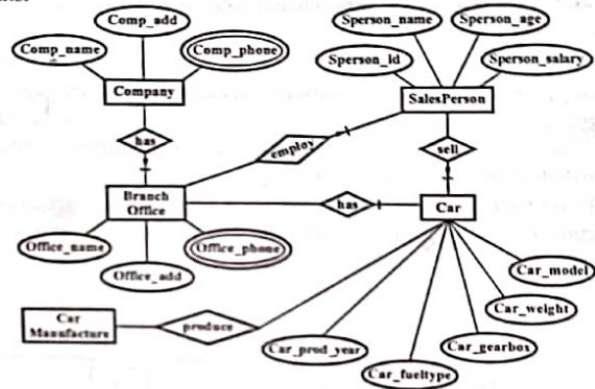 Comp_add
Sperson_name
Sperson_age
Comp_name
Comp_phone
Sperson_id
Sperson_salary
Company
SalesPerson
has
employ
sell
Branch
Office
has
Car
Office_name
Office_phone
Office_add
Car_model
Car
Manufacture
produce
Car_weight
Car_prod_year
Car_gearbox
Car_fueltype